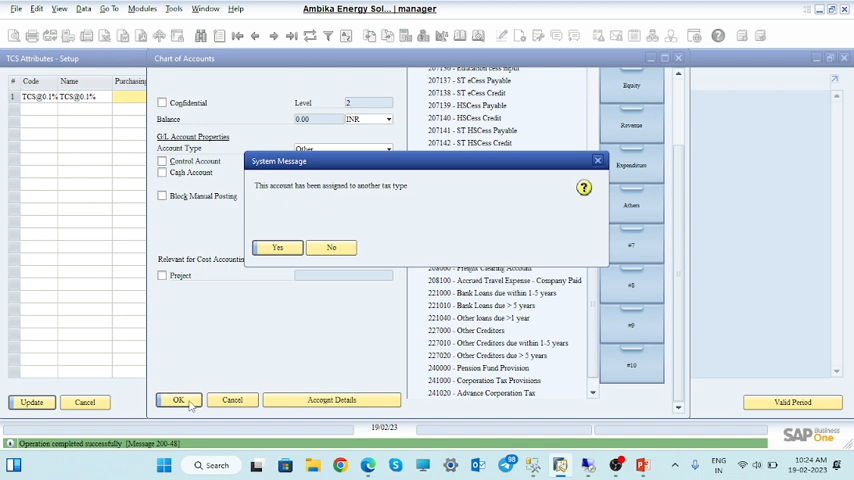 File Edit View Data Go To Modules Tools Window Help
Ambika Energy Sol... | manager
TCS Attributes - Setup
Chart of Accounts
# Code Name Purchasing
1 TCS@0.1% TCS@0.1%
Confidential
Level 2
Balance 0.00 INR
G/L Account Properties
Account Type Other
Control Account
Cash Account
Block Manual Posting
Relevant for Cost Accounting
Project
207137 - ST eCess Payable
207138 - ST eCess Credit
207139 - HSCess Payable
207140 - HSCess Credit
207141 - ST HSCess Payable
207142 - ST HSCess Credit
System Message
This account has been assigned to another tax type
?
Yes No
208000 - Freight Clearing Account
208100 - Accrued Travel Expense - Company Paid
221000 - Bank Loans due within 1-5 years
221010 - Bank Loans due > 5 years
221040 - Other loans due >1 year
227000 - Other Creditors
227010 - Other Creditors due within 1-5 years
227020 - Other Creditors due > 5 years
240000 - Pension Fund Provision
241000 - Corporation Tax Provisions
241020 - Advance Corporation Tax
Equity
Revenue
Expenditure
Athers
#7
#8
#9
#10
Update Cancel
OK Cancel Account Details
Valid Period
19/02/23
Operation completed successfully [Message 200-48]
SAP Business One
Search
98
ENG
IN
10:24 AM
19-02-2023